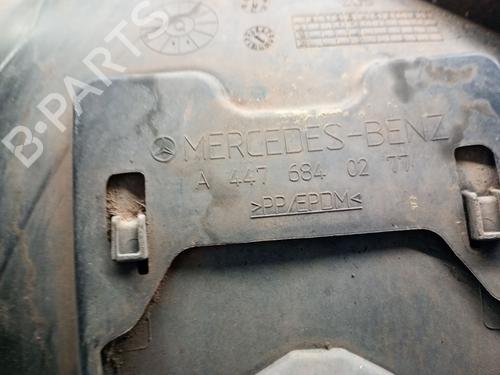 MERCEDES-BENZ
A 447 684 02 77
>PP/EPDM<
B-PARTS